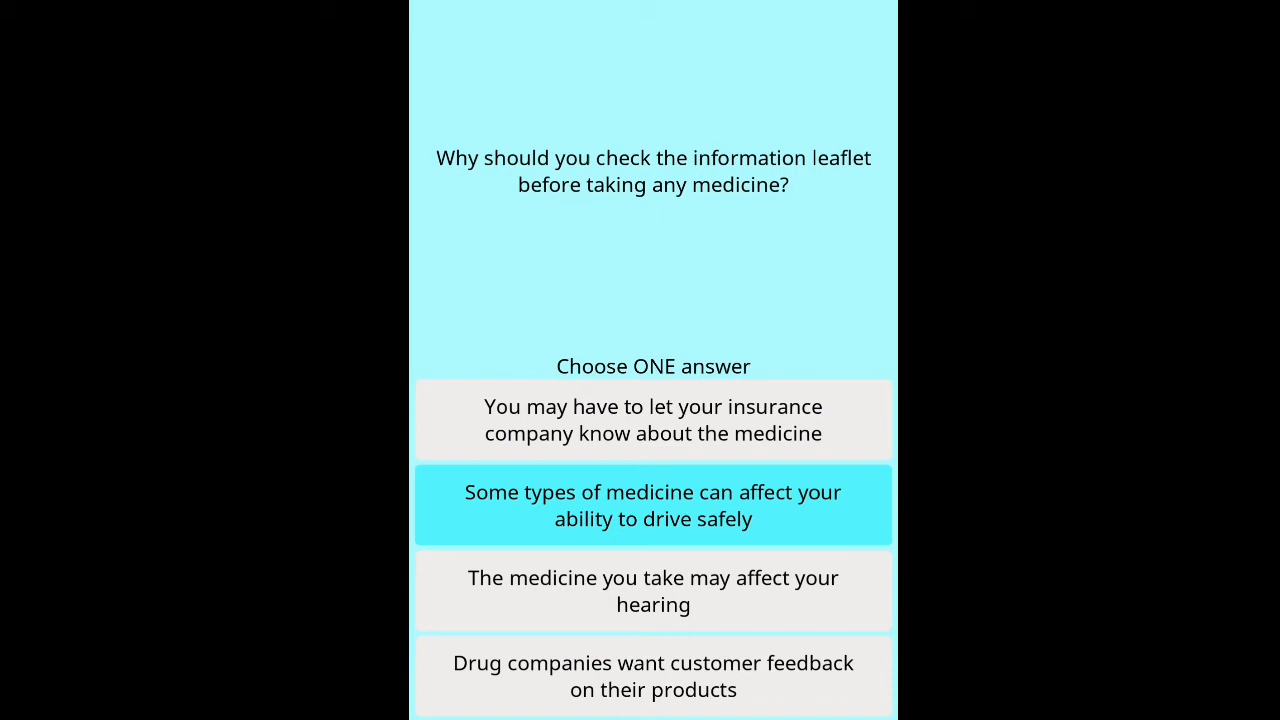 Why should you check the information leaflet
before taking any medicine?
Choose ONE answer
You may have to let your insurance
company know about the medicine
Some types of medicine can affect your
ability to drive safely
The medicine you take may affect your
hearing
Drug companies want customer feedback
on their products